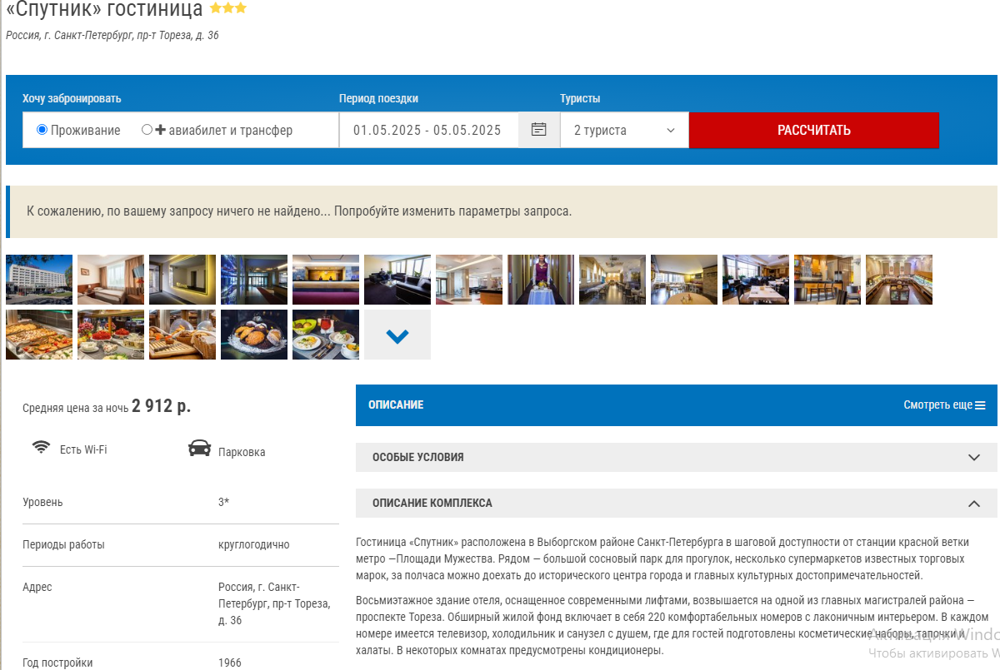 «Спутник» гостиница
Россия, г. Санкт-Петербург, пр-т Тореза, д. 36
Хочу забронировать Период поездки Туристы
Проживание + авиабилет и трансфер 01.05.2025 - 05.05.2025 2 туриста РАССЧИТАТЬ
К сожалению, по вашему запросу ничего не найдено... Попробуйте изменить параметры запроса.
Средняя цена за ночь 2 912 р.
Есть Wi-Fi Парковка
Уровень 3*
Периоды работы круглогодично
Адрес Россия, г. Санкт-
Петербург, пр-т Тореза,
д. 36
Год постройки 1966
ОПИСАНИЕ Смотреть еще
ОСОБЫЕ УСЛОВИЯ
ОПИСАНИЕ КОМПЛЕКСА
Гостиница «Спутник» расположена в Выборгском районе Санкт-Петербурга в шаговой доступности от станции красной ветки
метро —Площади Мужества. Рядом — большой сосновый парк для прогулок, несколько супермаркетов известных торговых
марок, за полчаса можно доехать до исторического центра города и главных культурных достопримечательностей.
Восьмиэтажное здание отеля, оснащенное современными лифтами, возвышается на одной из главных магистралей района —
проспекте Тореза. Обширный жилой фонд включает в себя 220 комфортабельных номеров с лаконичным интерьером. В каждом
номере имеется телевизор, холодильник и санузел с душем, где для гостей подготовлены косметические наборы, тапочки и
халаты. В некоторых комнатах предусмотрены кондиционеры.
Активация Windo
Чтобы активировать W